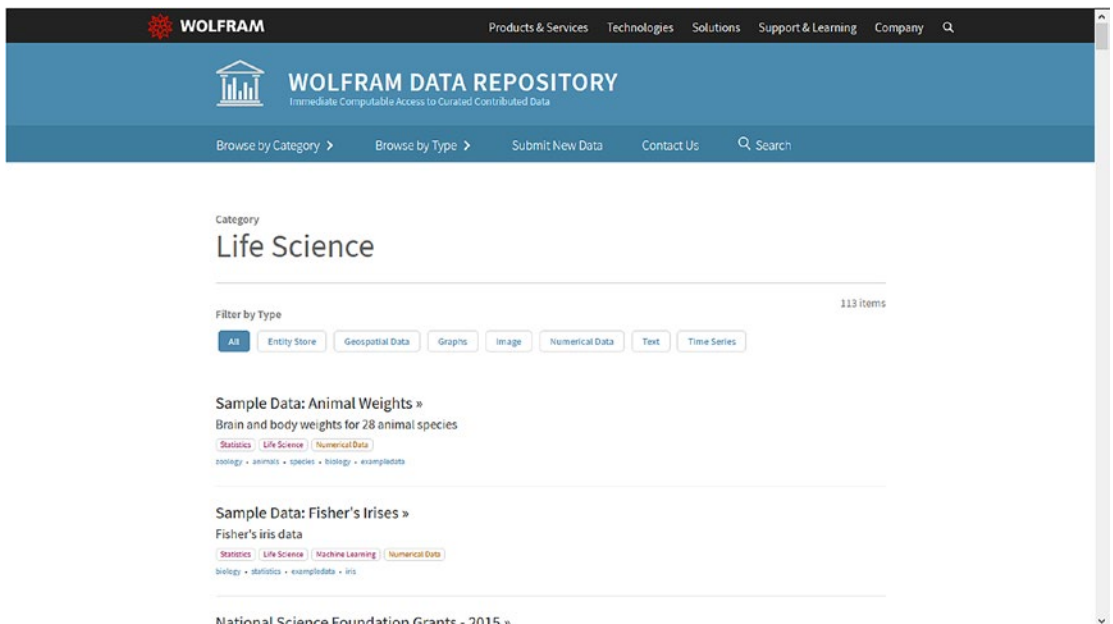 WOLFRAM Products & Services Technologies Solutions Support & Learning Company
WOLFRAM DATA REPOSITORY
Immediate Computable Access to Curated Contributed Data
Browse by Category Browse by Type Submit New Data Contact Us Search
Category
Life Science
113 items
Filter by Type
All Entity Store Geospatial Data Graphs Image Numerical Data Text Time Series
Sample Data: Animal Weights »
Brain and body weights for 28 animal species
Statistics Life Science Numerical Data
zoology • animals • species • biology • exampledata
Sample Data: Fisher's Irises »
Fisher's iris data
Statistics Life Science Machine Learning Numerical Data
biology • statistics • exampledata • iris
National Science Foundation Grants - 2015 »